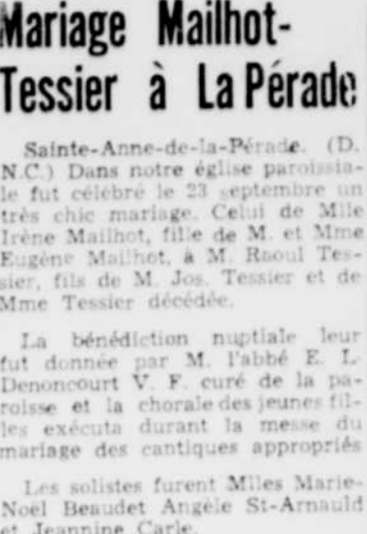 Mariage Mailhot-
Tessier à La Pérade
Sainte-Anne-de-la-Pérade. (D.
N.C.) Dans notre église paroissia-
le fut célébré le 23 septembre un
très chic mariage. Celui de Mlle
Irène Mailhot, fille de M. et Mme
Eugène Mailhot, à M. Raoul Tes-
sier, fils de M. Jos. Tessier et de
Mme Tessier décédée.
La bénédiction nuptiale leur
fut donnée par M. l'abbé E. L.
Denoncourt V. F. curé de la pa-
roisse et la chorale des jeunes fil-
les exécuta durant la messe du
mariage des cantiques appropriés
Les solistes furent Mlles Marie-
Noël Beaudet Angèle St-Arnauld
et Jeannine Carle.